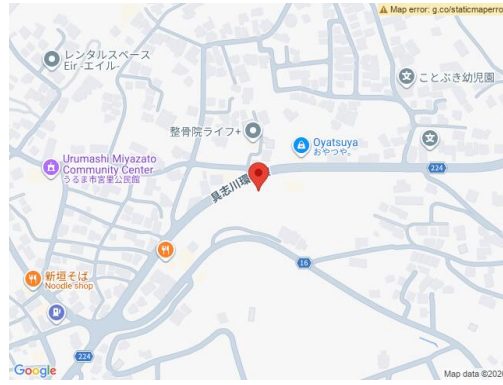 Map error: g.co/staticmaperro
レンタルスペース
Eir -エイル-
ことぶき幼児園
整骨院ライフ+
Oyatsuya
おやつや。
Urumashi Miyazato
Community Center
うるま市宮里公民館
224
具志川環
16
新垣そば
Noodle shop
224
Google
Map data ©202